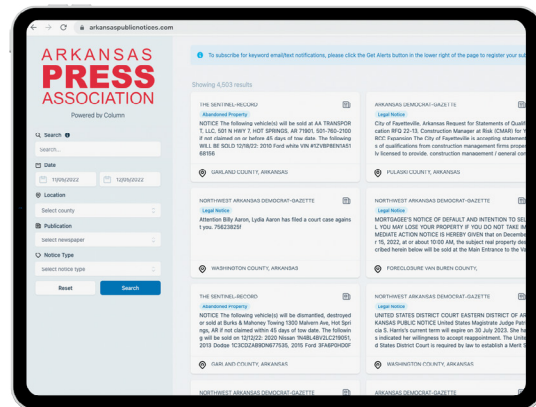 arkansaspublicnotices.com
ARKANSAS
PRESS
ASSOCIATION
Powered by Column
Search
Search...
Date
11/05/2022
12/05/2022
Location
Select county
Publication
Select newspaper
Notice Type
Select notice type
Reset
Search
To subscribe for keyword email/text notifications, please click the Get Alerts button in the lower right of the page to register your sub
Showing 4,503 results
THE SENTINEL-RECORD
Abandoned Property
NOTICE The following vehicle(s) will be sold at AA TRANSPOR
T, LLC, 501 N HWY 7. HOT SPRINGS. AR 71901, 501-760-2100
if not claimed on or before 45 days of tow date. The following
WILL BE SOLD 12/18/22: 2010 Ford white VIN
68156
GARLAND COUNTY, ARKANSAS
ARKANSAS DEMOCRAT-GAZETTE
Legal Notice
City of Fayetteville, Arkansas Request for Statements of Qualif
cation RFQ 22-13, Construction Manager at Risk (CMAR) for Y
RCC Expansion The City of Fayetteville is accepting statement
s of qualifications from construction management firms proper
ly licensed to provide. construction management / general con
PULASKI COUNTY, ARKANSAS
NORTHWEST ARKANSAS DEMOCRAT-GAZETTE
Legal Notice
Attention Billy Aaron, Lydia Aaron has filed a court case agains
t you. 75623825f
WASHINGTON COUNTY, ARKANSAS
NORTHWEST ARKANSAS DEMOCRAT-GAZETTE
Legal Notice
MORTGAGEE'S NOTICE OF DEFAULT AND INTENTION TO SEL
L YOU MAY LOSE YOUR PROPERTY IF YOU DO NOT TAKE IM
MEDIATE ACTION NOTICE IS HEREBY GIVEN that on Decembe
r 15, 2022, at or about 10:00 AM, the subject real property des
cribed herein below will be sold at the Main Entrance to the Va
FORECLOSURE VAN BUREN COUNTY,
THE SENTINEL-RECORD
Abandoned Property
NOTICE The following vehicle(s) will be dismantled, destroyed
or sold at Burks & Mahoney Towing 1300 Malvern Ave, Hot Spri
ngs, AR if not claimed within 45 days of tow date. The followin
g will be sold on 12/12/22: 2020 Nissan
2013 Dodge 2015 Ford
GARLAND COUNTY, ARKANSAS
NORTHWEST ARKANSAS DEMOCRAT-GAZETTE
Legal Notice
UNITED STATES DISTRICT COURT EASTERN DISTRICT OF AR
KANSAS PUBLIC NOTICE United States Magistrate Judge Patri
cia S. Harris's current term will expire on 30 July 2023. She ha
s indicated her willingness to accept reappointment. The Unite
d States District Court is required by law to establish a Merit S
WASHINGTON COUNTY, ARKANSAS
NORTHWEST ARKANSAS DEMOCRAT-GAZETTE
ARKANSAS DEMOCRAT-GAZETTE